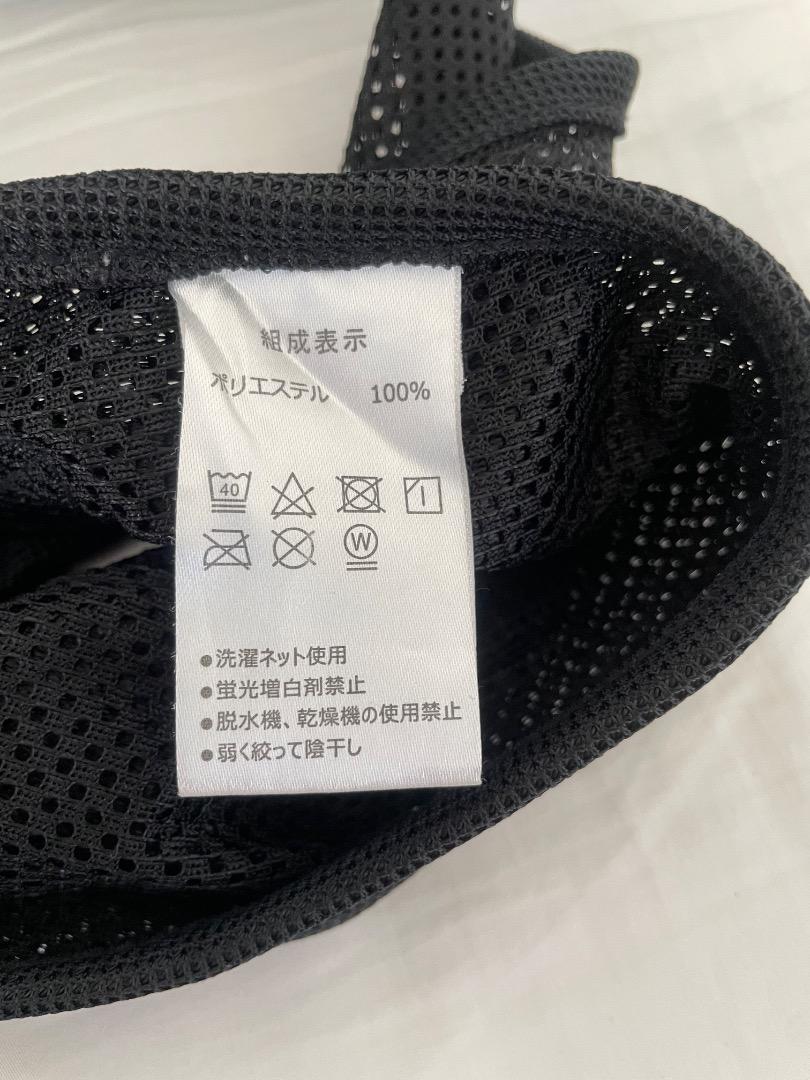 組成表示
ポリエステル 100%
40
W
●洗濯ネット使用
●蛍光増白剤禁止
●脱水機、乾燥機の使用禁止
●弱く絞って陰干し